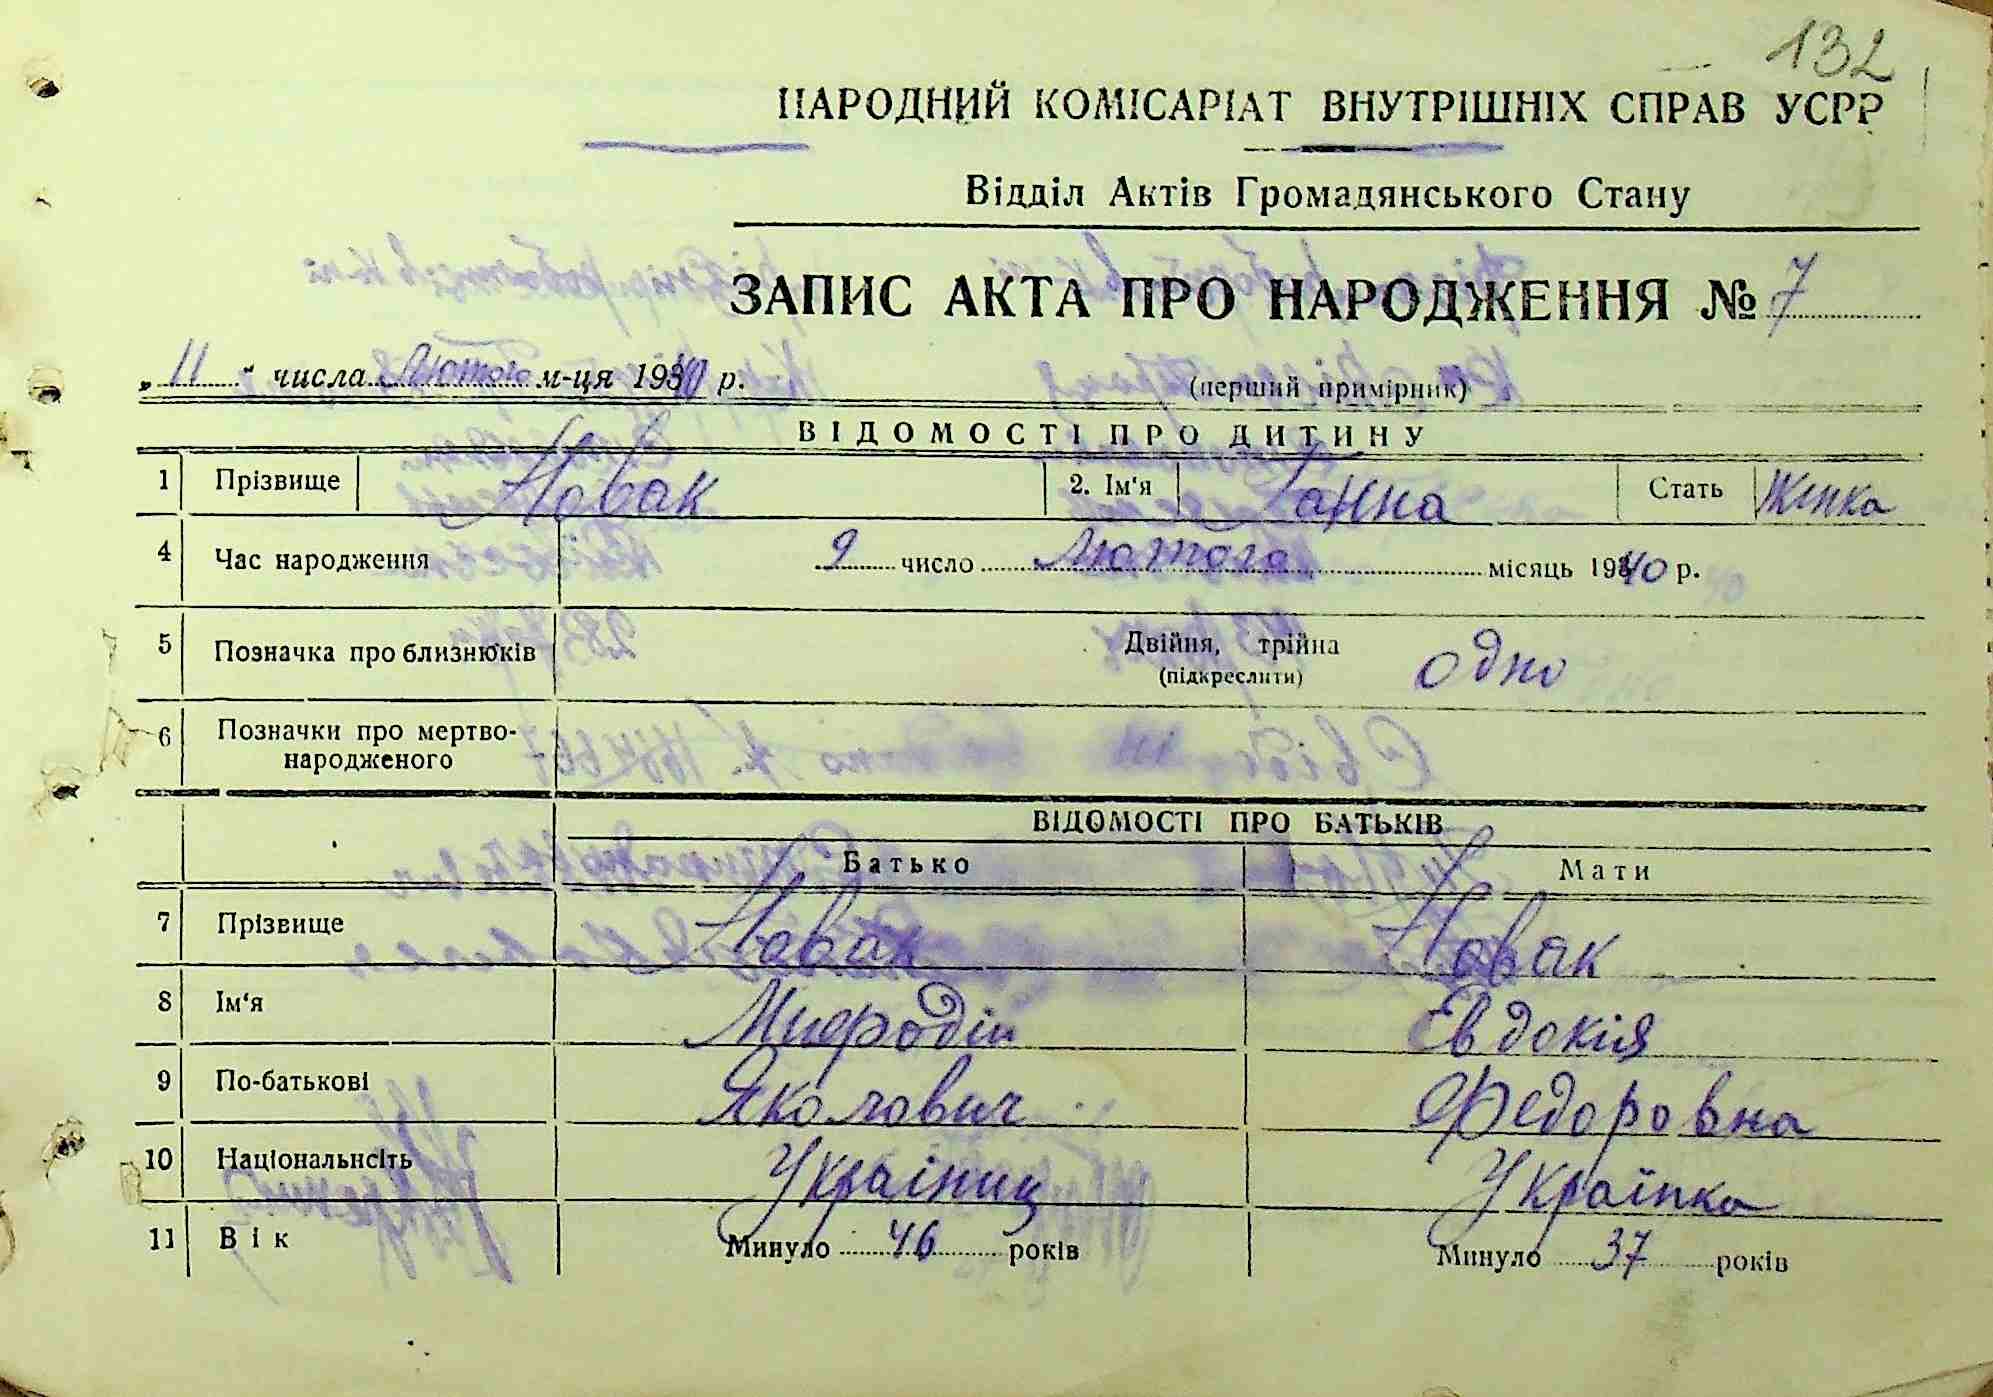 132
НАРОДНИЙ КОМІСАРІАТ ВНУТРІШНІХ СПРАВ УСРР
Відділ Актів Громадянського Стану
ЗАПИС АКТА ПРО НАРОДЖЕННЯ № 7
„ 11 “ числа Лютого м-ця 1940 р.
(перший примірник)
ВІДОМОСТІ ПРО ДИТИНУ
1 Прізвище Новак 2. Ім'я Ганна Стать Жінка
4 Час народження 9 число Лютого місяць 1940 р.
5 Позначка про близнюків Двійня, трійна одно
(підкреслити)
6 Позначки про мертво-
народженого ні
ВІДОМОСТІ ПРО БАТЬКІВ
Батько Мати
7 Прізвище Новак Новак
8 Ім'я Евдокія
9 По-батькові Федоровна
10 Національнсіть Украіниц Українка
11 Вік Минуло 46 років Минуло 37 років